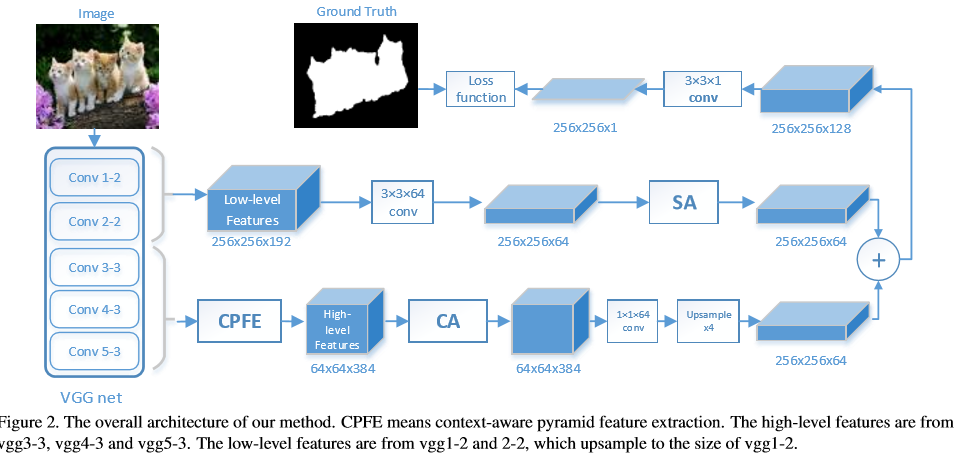 Image
Ground Truth
Loss
function
256x256x1
3×3×1
conv
256x256x128
Conv 1-2
Conv 2-2
Conv 3-3
Conv 4-3
Conv 5-3
VGG net
Low-level
Features
256x256x192
3×3×64
conv
256x256x64
SA
256x256x64
+
CPFE
High-
level
Features
64x64x384
CA
64x64x384
1×1×64
conv
Upsample
x4
256x256x64
Figure 2. The overall architecture of our method. CPFE means context-aware pyramid feature extraction. The high-level features are from
vgg3-3, vgg4-3 and vgg5-3. The low-level features are from vgg1-2 and 2-2, which upsample to the size of vgg1-2.